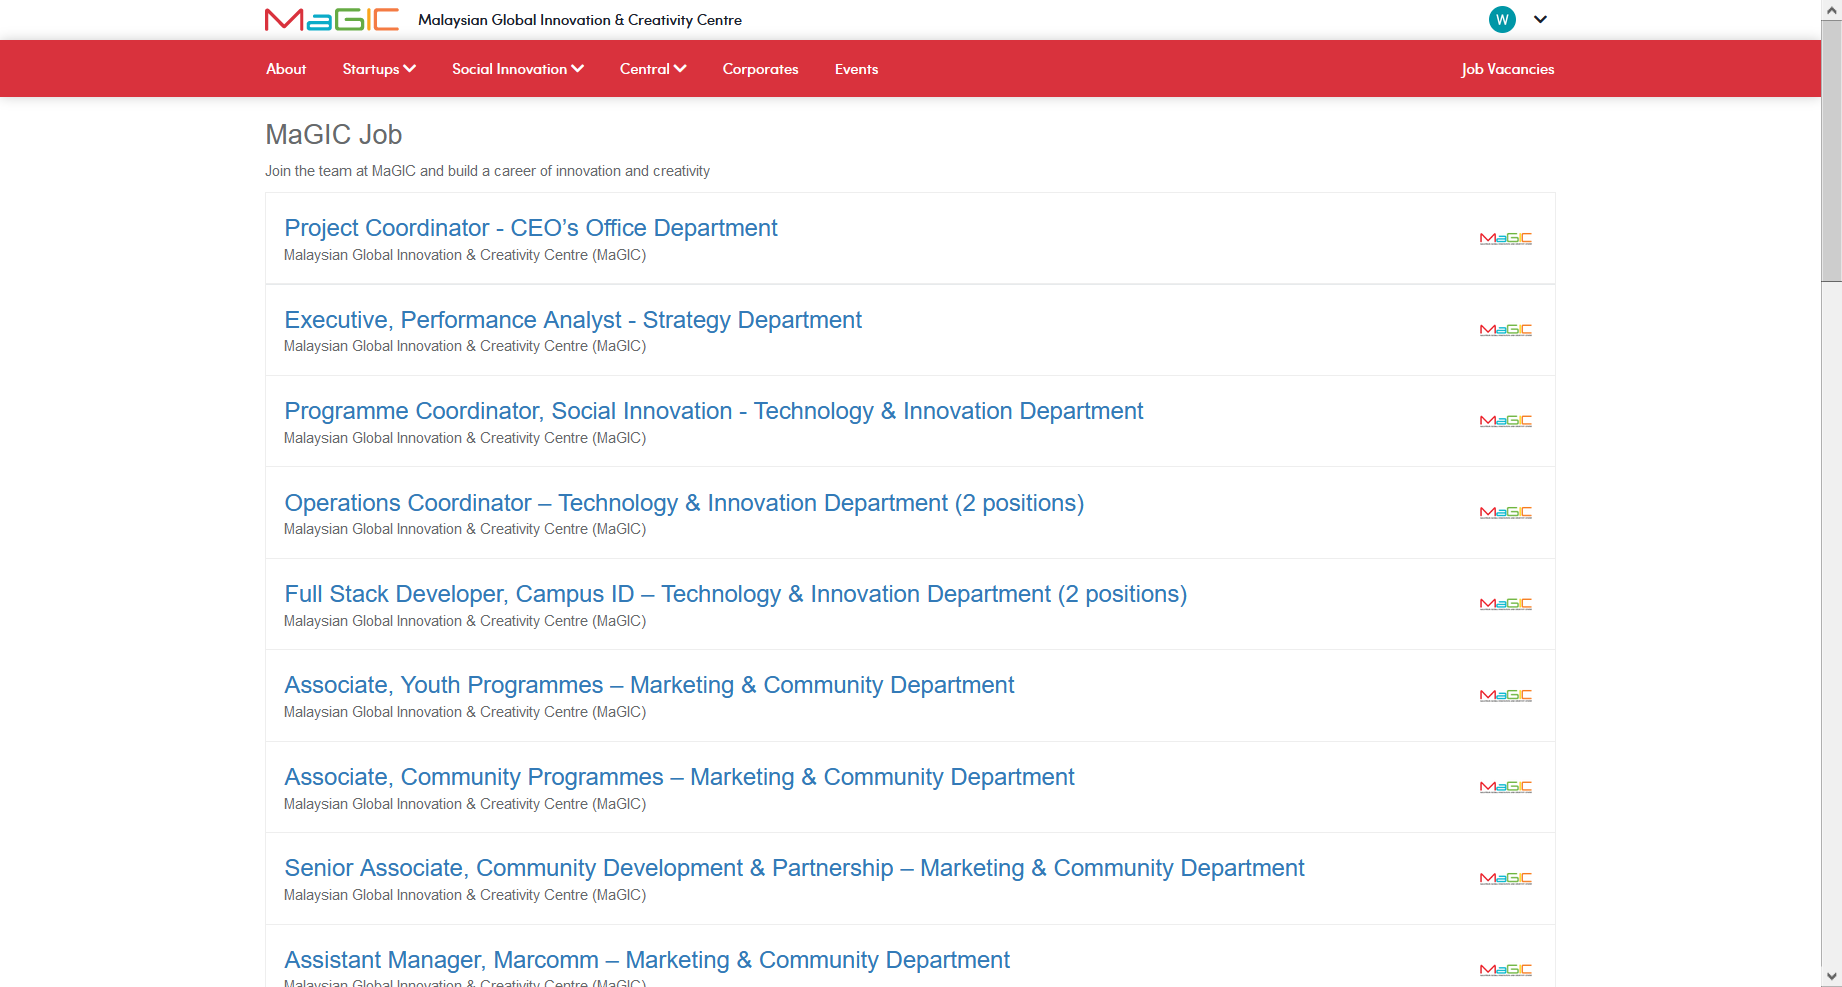 MaGIC Malaysian Global Innovation & Creativity Centre W
About Startups Social Innovation Central Corporates Events Job Vacancies
MaGIC Job
Join the team at MaGIC and build a career of innovation and creativity
Project Coordinator - CEO’s Office Department
Malaysian Global Innovation & Creativity Centre (MaGIC)
MaGIC
Executive, Performance Analyst - Strategy Department
Malaysian Global Innovation & Creativity Centre (MaGIC)
MaGIC
Programme Coordinator, Social Innovation - Technology & Innovation Department
Malaysian Global Innovation & Creativity Centre (MaGIC)
MaGIC
Operations Coordinator – Technology & Innovation Department (2 positions)
Malaysian Global Innovation & Creativity Centre (MaGIC)
MaGIC
Full Stack Developer, Campus ID – Technology & Innovation Department (2 positions)
Malaysian Global Innovation & Creativity Centre (MaGIC)
MaGIC
Associate, Youth Programmes – Marketing & Community Department
Malaysian Global Innovation & Creativity Centre (MaGIC)
MaGIC
Associate, Community Programmes – Marketing & Community Department
Malaysian Global Innovation & Creativity Centre (MaGIC)
MaGIC
Senior Associate, Community Development & Partnership – Marketing & Community Department
Malaysian Global Innovation & Creativity Centre (MaGIC)
MaGIC
Assistant Manager, Marcomm – Marketing & Community Department
Malaysian Global Innovation & Creativity Centre (MaGIC)
MaGIC